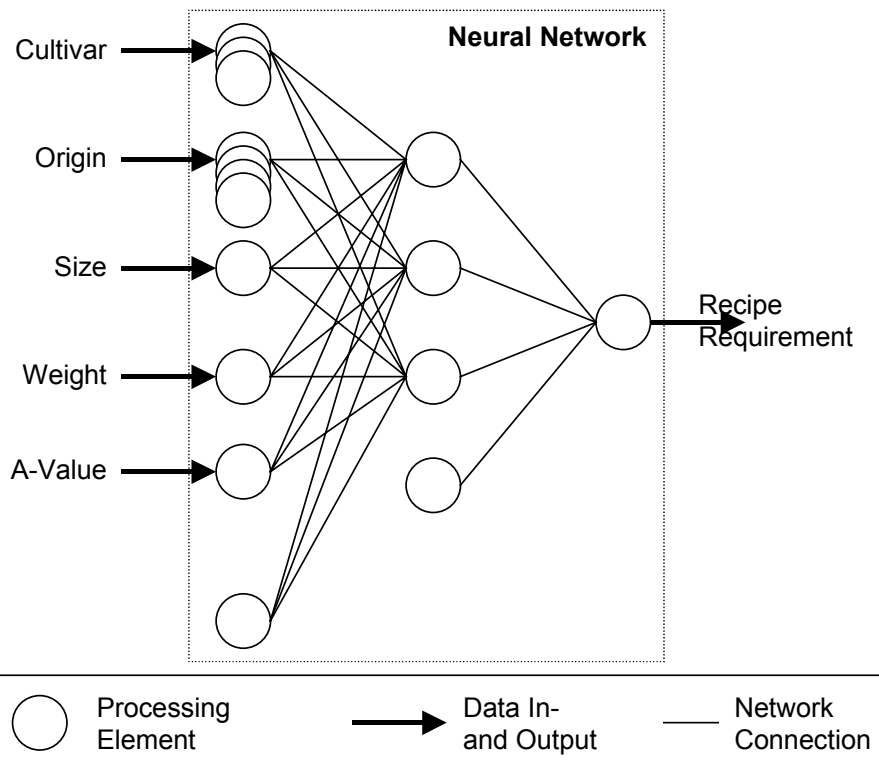 Neural Network
Cultivar
Origin
Size
Weight
A-Value
Recipe
Requirement
Processing
Element
Data In-
and Output
Network
Connection